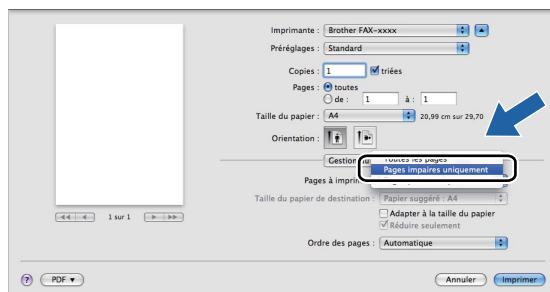 Imprimante : Brother FAX-xxxx
Préréglages : Standard
Copies : 1 triées
Pages : toutes
de : 1 à : 1
Taille du papier : A4 20,99 cm sur 29,70
Orientation :
Gestion du
Toutes les pages
Pages impaires uniquement
Pages à imprim
Taille du papier de destination : Papier suggéré : A4
Adapter à la taille du papier
Réduire seulement
Ordre des pages : Automatique
1 sur 1
? PDF Annuler Imprimer